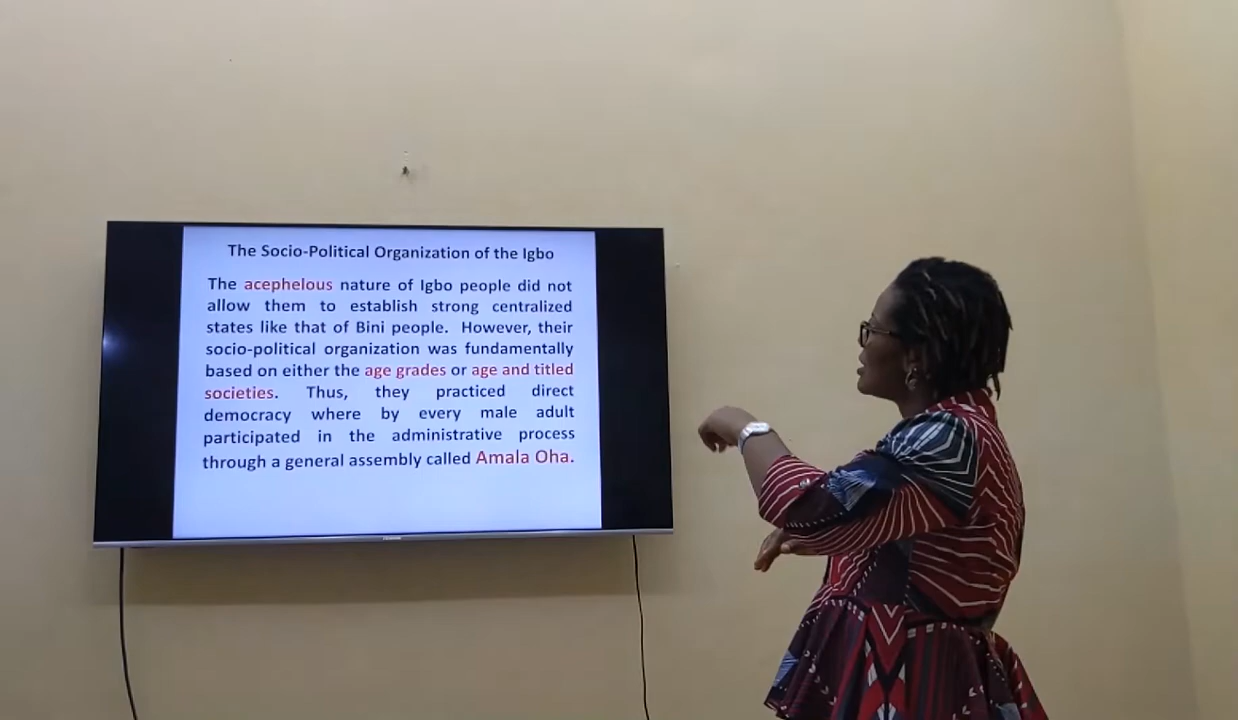 The Socio-Political Organization of the Igbo
The acephelous nature of Igbo people did not
allow them to establish strong centralized
states like that of Bini people. However, their
socio-political organization was fundamentally
based on either the age grades or age and titled
societies. Thus, they practiced direct
democracy where by every male adult
participated in the administrative process
through a general assembly called Amala Oha.